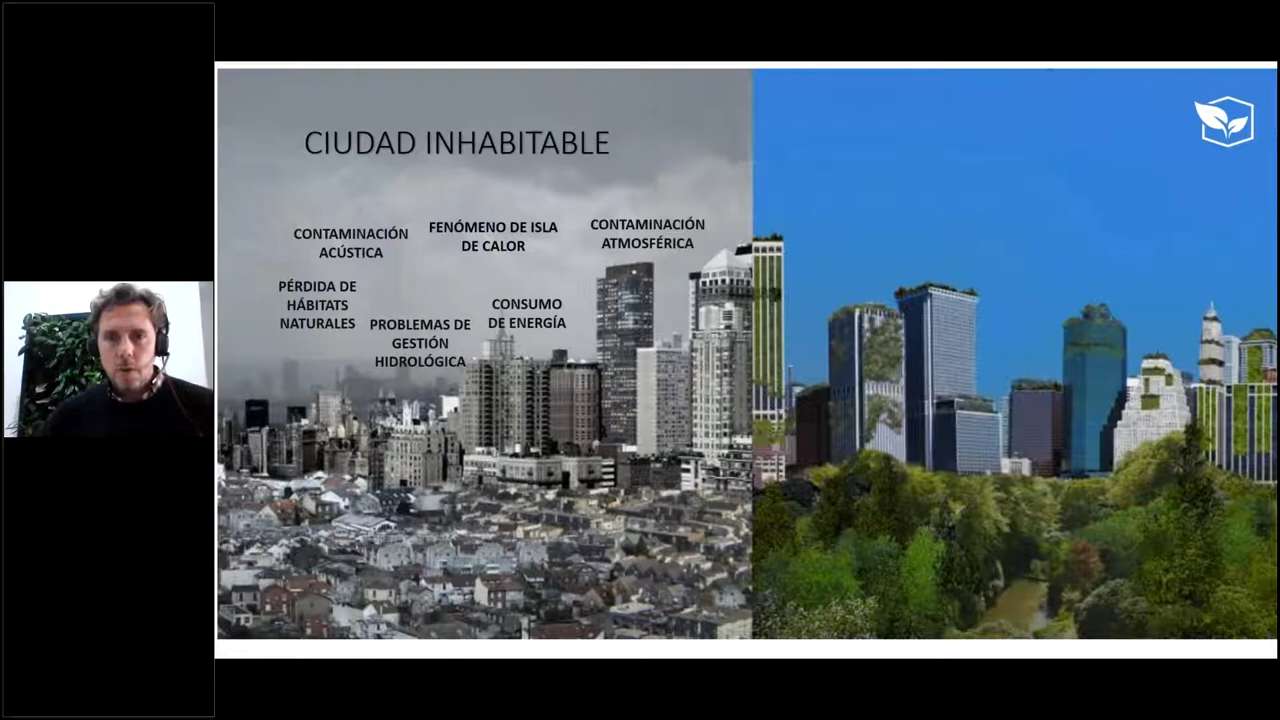 CIUDAD INHABITABLE
CONTAMINACIÓN
ACÚSTICA
FENÓMENO DE ISLA
DE CALOR
CONTAMINACIÓN
ATMOSFÉRICA
PÉRDIDA DE
HÁBITATS
NATURALES
PROBLEMAS DE
GESTIÓN
HIDROLÓGICA
CONSUMO
DE ENERGÍA